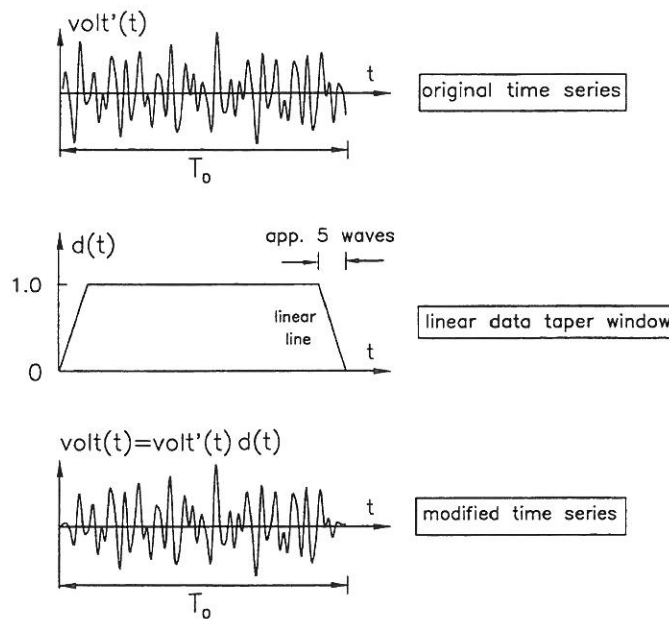 volt'(t)
t
original time series
T₀
d(t)
app. 5 waves
1.0
linear
line
t
linear data taper window
0
volt(t)=volt'(t) d(t)
t
modified time series
T₀